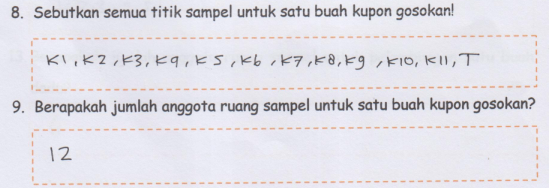 8. Sebutkan semua titik sampel untuk satu buah kupon gosokan!
K1, K2, K3, K9, K5, K6, K7, K8, K9, K10, K11, T
9. Berapakah jumlah anggota ruang sampel untuk satu buah kupon gosokan?
12